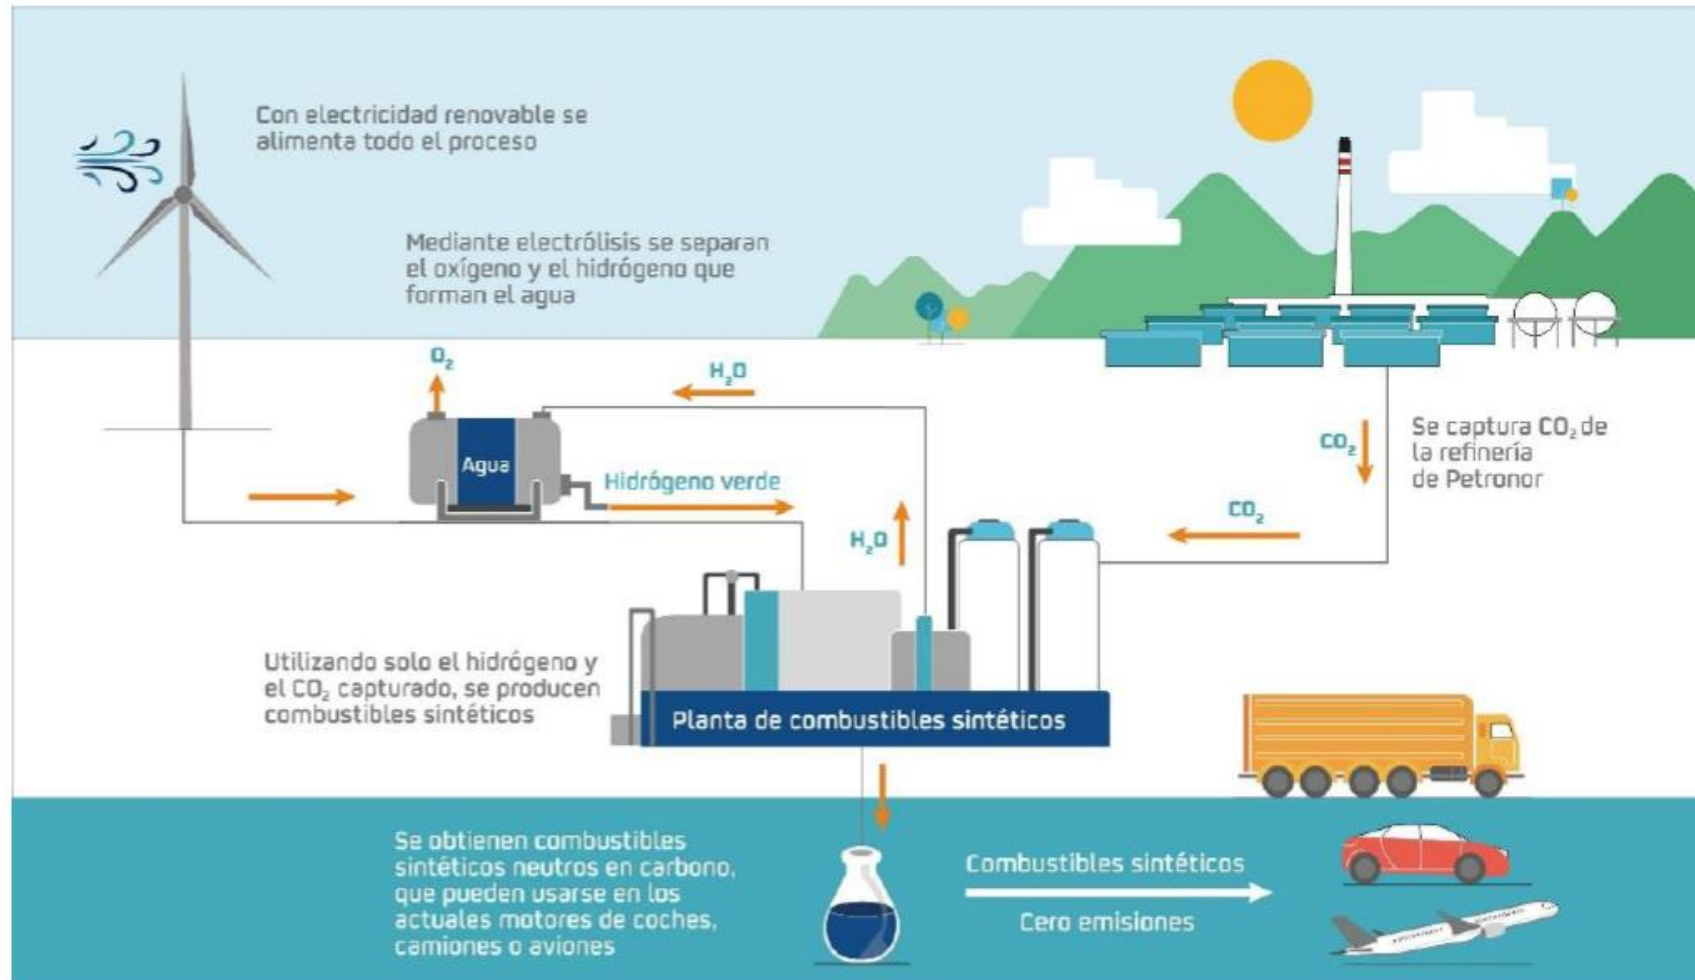 Con electricidad renovable se
alimenta todo el proceso
Mediante electrólisis se separan
el oxígeno y el hidrógeno que
forman el agua
O₂
H₂O
Agua
Hidrógeno verde
H₂O
CO₂
Se captura CO₂ de
la refinería
de Petronor
CO₂
Utilizando solo el hidrógeno y
el CO₂ capturado, se producen
combustibles sintéticos
Planta de combustibles sintéticos
Se obtienen combustibles
sintéticos neutros en carbono,
que pueden usarse en los
actuales motores de coches,
camiones o aviones
Combustibles sintéticos
Cero emisiones